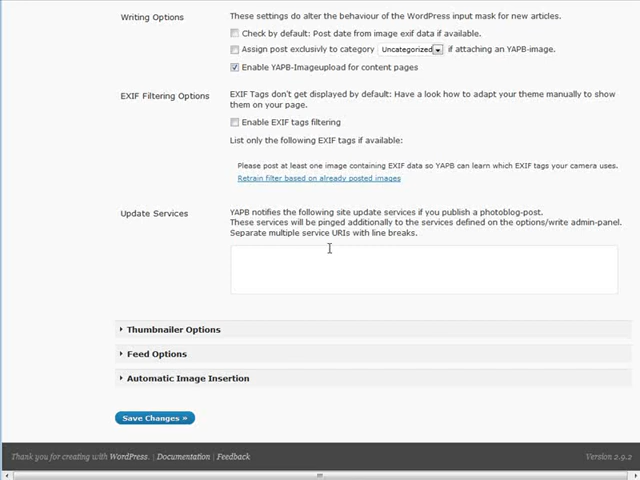 Writing Options
These settings do alter the behaviour of the WordPress input mask for new articles.
Check by default: Post date from image exif data if available.
Assign post exclusivly to category Uncategorized if attaching an YAPB-image.
Enable YAPB-Imageupload for content pages
EXIF Filtering Options
EXIF Tags don't get displayed by default: Have a look how to adapt your theme manually to show
them on your page.
Enable EXIF tags filtering
List only the following EXIF tags if available:
Please post at least one image containing EXIF data so YAPB can learn which EXIF tags your camera uses.
Retrain filter based on already posted images
Update Services
YAPB notifies the following site update services if you publish a photoblog-post.
These services will be pinged additionally to the services defined on the options/write admin-panel.
Separate multiple service URIs with line breaks.
Thumbnailer Options
Feed Options
Automatic Image Insertion
Save Changes »
Thank you for creating with WordPress. | Documentation | Feedback
Version 2.9.2